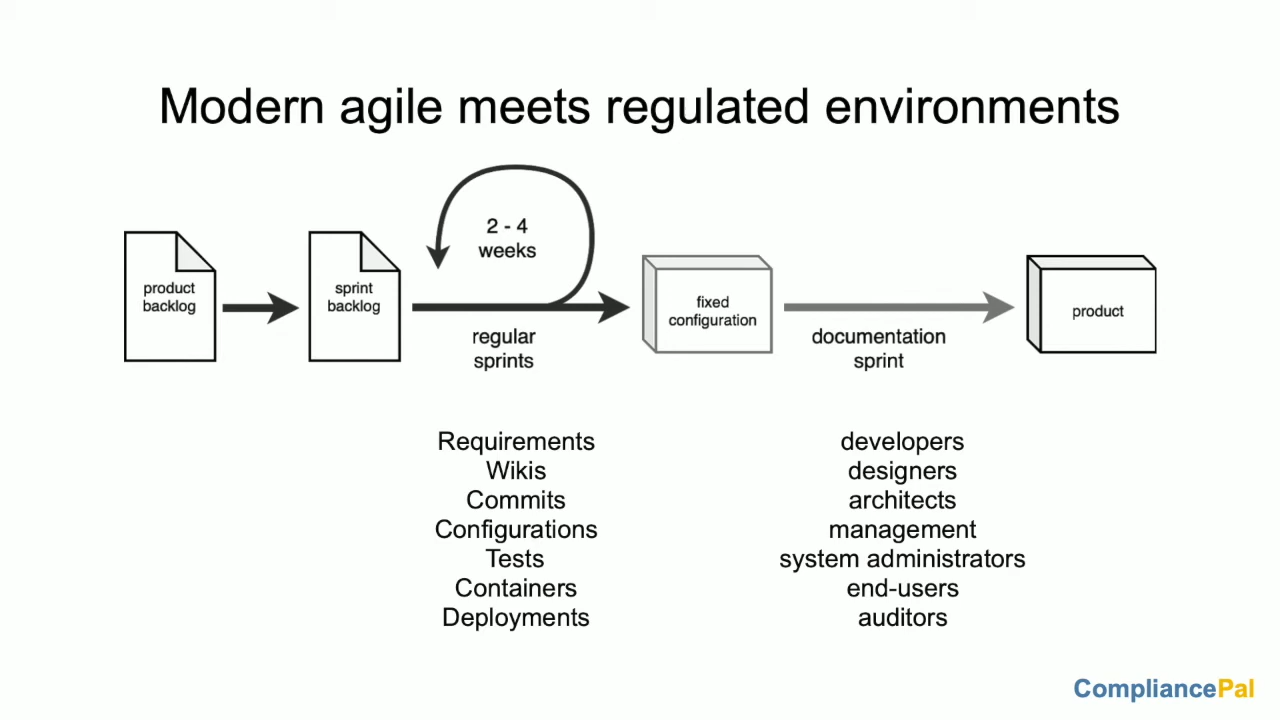 Modern agile meets regulated environments
2 - 4
weeks
product
backlog
sprint
backlog
fixed
configuration
product
regular
sprints
documentation
sprint
Requirements
Wikis
Commits
Configurations
Tests
Containers
Deployments
developers
designers
architects
management
system administrators
end-users
auditors
CompliancePal